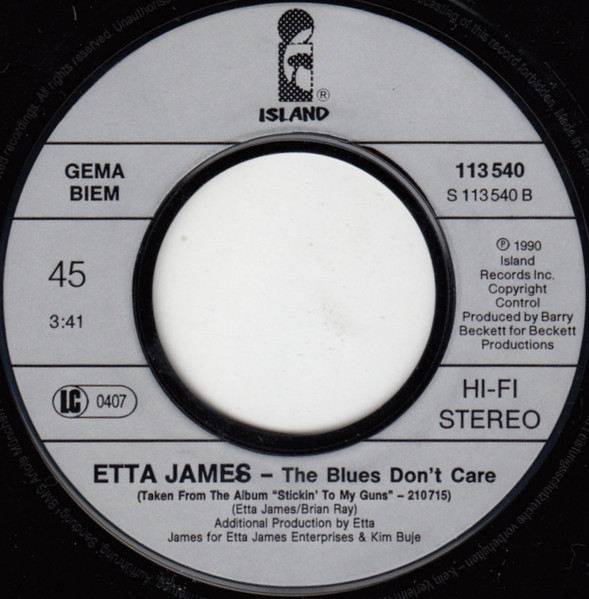 ISLAND ®
GEMA
BIEM
113 540
S 113 540 B
45
3:41
℗ 1990
Island
Records Inc.
Copyright
Control
Produced by Barry
Beckett for Beckett
Productions
LC 0407
HI-FI
STEREO
ETTA JAMES – The Blues Don't Care
(Taken From The Album "Stickin' To My Guns" – 210715)
(Etta James/Brian Ray)
Additional Production by Etta
James for Etta James Enterprises & Kim Buje